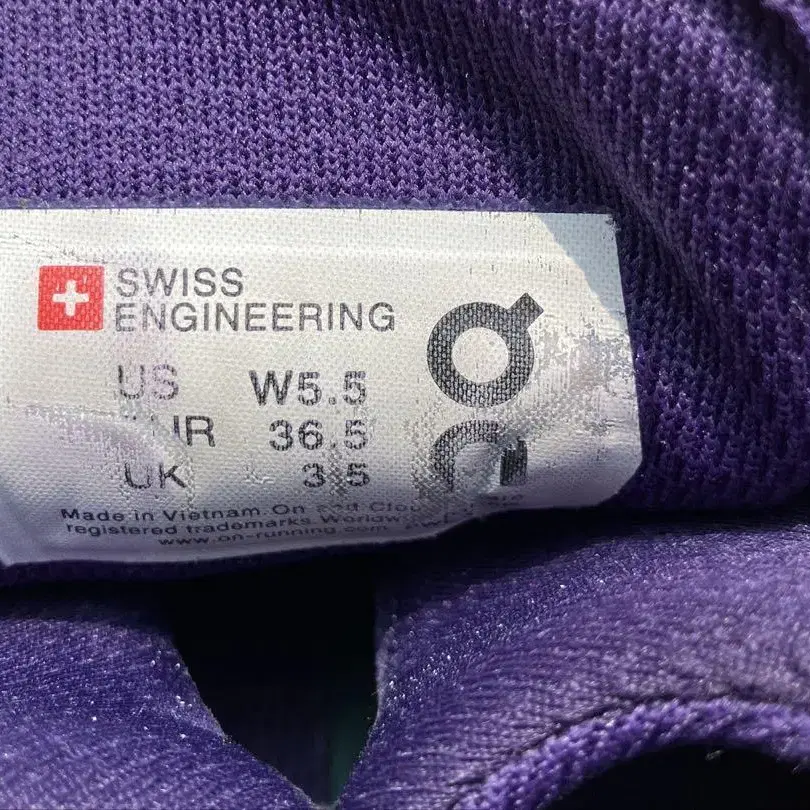 SWISS
ENGINEERING
US W5.5
36.5
UK 3.5
Made in Vietnam. On and
registered trademarks
www.on-running.com